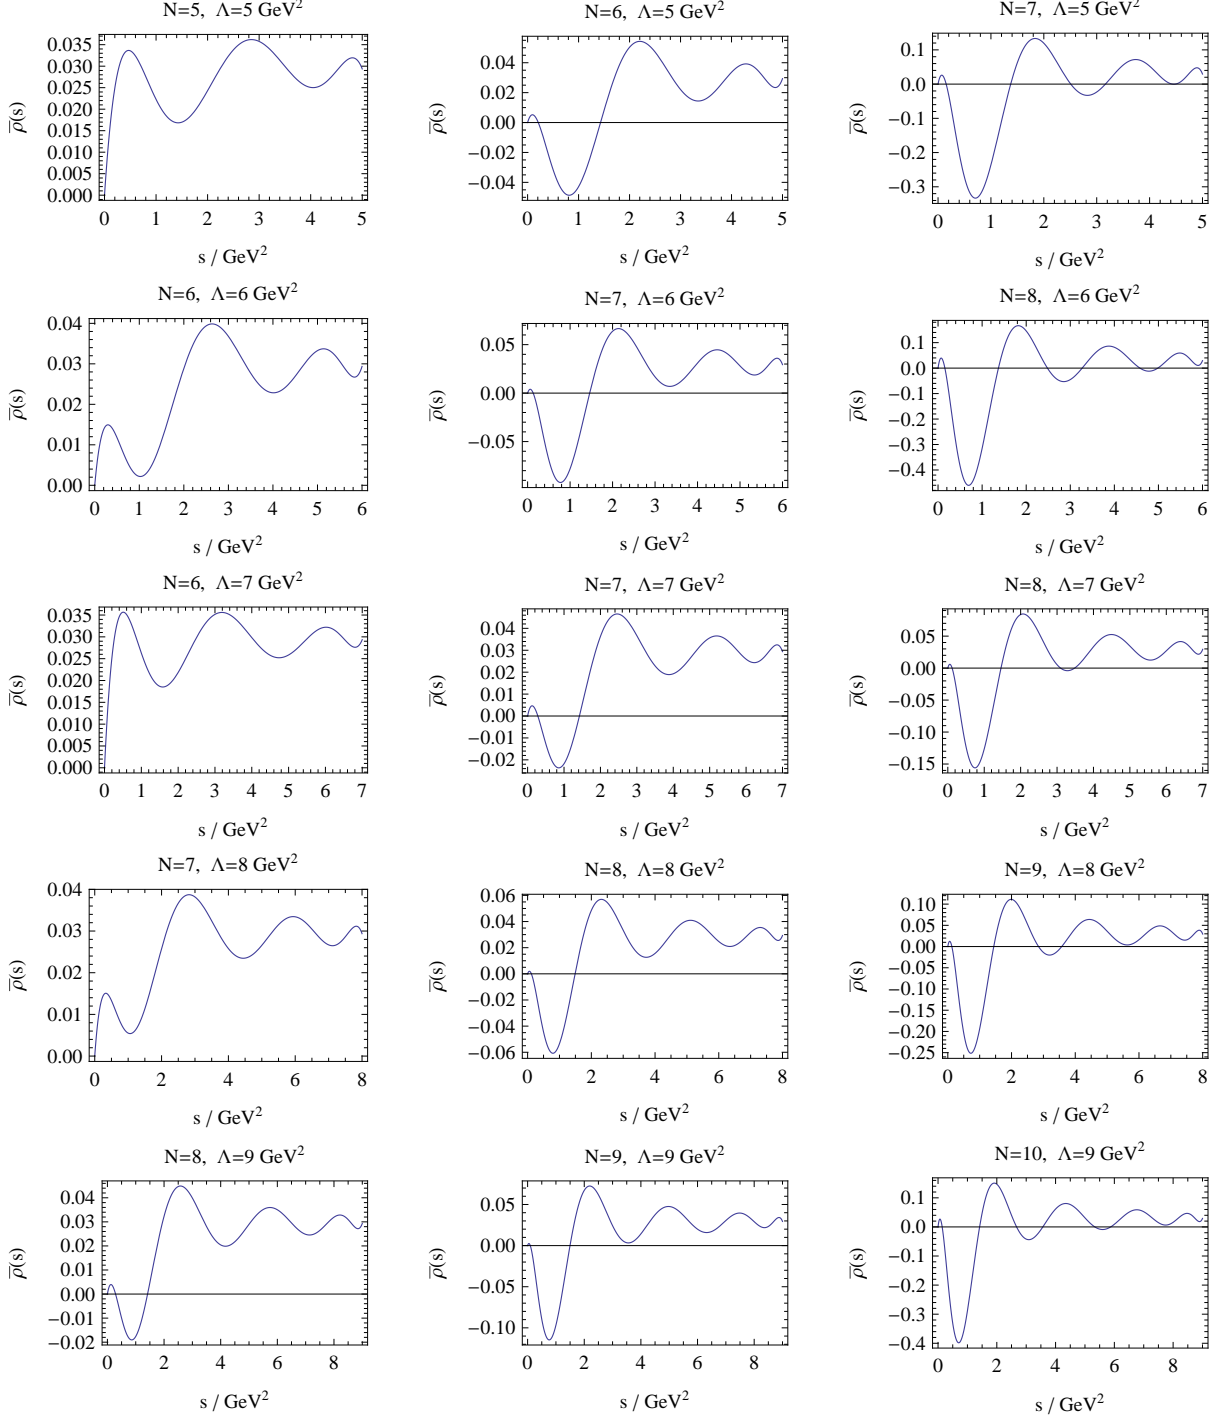 N=5, Λ=5 GeV²
0.035
0.030
0.025
0.020
0.015
0.010
0.005
0.000
ρ̅(s)
0 1 2 3 4 5
s / GeV²
N=6, Λ=5 GeV²
0.04
0.02
0.00
−0.02
−0.04
ρ̅(s)
0 1 2 3 4 5
s / GeV²
N=7, Λ=5 GeV²
0.1
0.0
−0.1
−0.2
−0.3
ρ̅(s)
0 1 2 3 4 5
s / GeV²
N=6, Λ=6 GeV²
0.04
0.03
0.02
0.01
0.00
ρ̅(s)
0 1 2 3 4 5 6
s / GeV²
N=7, Λ=6 GeV²
0.05
0.00
−0.05
ρ̅(s)
0 1 2 3 4 5 6
s / GeV²
N=8, Λ=6 GeV²
0.1
0.0
−0.1
−0.2
−0.3
−0.4
ρ̅(s)
0 1 2 3 4 5 6
s / GeV²
N=6, Λ=7 GeV²
0.035
0.030
0.025
0.020
0.015
0.010
0.005
0.000
ρ̅(s)
0 1 2 3 4 5 6 7
s / GeV²
N=7, Λ=7 GeV²
0.04
0.03
0.02
0.01
0.00
−0.01
−0.02
ρ̅(s)
0 1 2 3 4 5 6 7
s / GeV²
N=8, Λ=7 GeV²
0.05
0.00
−0.05
−0.10
−0.15
ρ̅(s)
0 1 2 3 4 5 6 7
s / GeV²
N=7, Λ=8 GeV²
0.04
0.03
0.02
0.01
0.00
ρ̅(s)
0 2 4 6 8
s / GeV²
N=8, Λ=8 GeV²
0.06
0.04
0.02
0.00
−0.02
−0.04
−0.06
ρ̅(s)
0 2 4 6 8
s / GeV²
N=9, Λ=8 GeV²
0.10
0.05
0.00
−0.05
−0.10
−0.15
−0.20
−0.25
ρ̅(s)
0 2 4 6 8
s / GeV²
N=8, Λ=9 GeV²
0.04
0.03
0.02
0.01
0.00
−0.01
−0.02
ρ̅(s)
0 2 4 6 8
s / GeV²
N=9, Λ=9 GeV²
0.05
0.00
−0.05
−0.10
ρ̅(s)
0 2 4 6 8
s / GeV²
N=10, Λ=9 GeV²
0.1
0.0
−0.1
−0.2
−0.3
−0.4
ρ̅(s)
0 2 4 6 8
s / GeV²